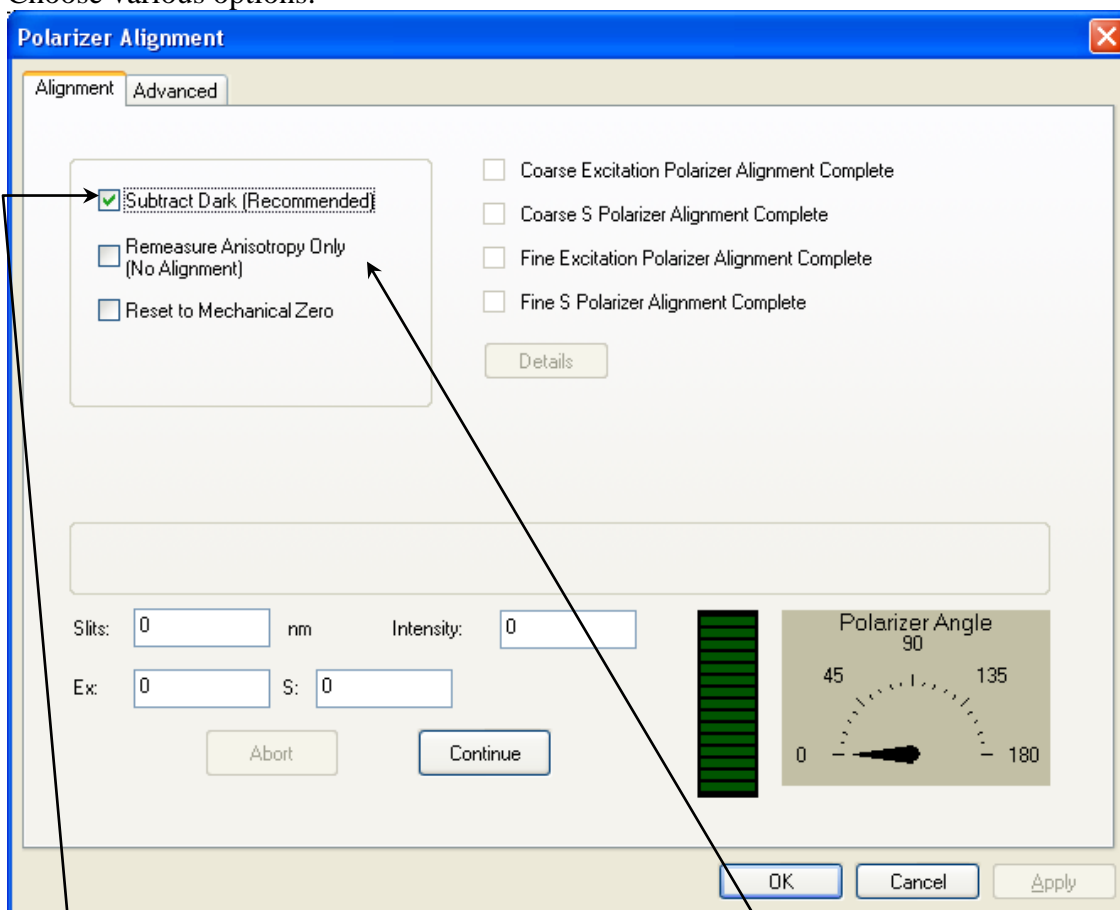 Choose various options.
Polarizer Alignment
Alignment Advanced
Subtract Dark (Recommended)
Remeasure Anisotropy Only
(No Alignment)
Reset to Mechanical Zero
Coarse Excitation Polarizer Alignment Complete
Coarse S Polarizer Alignment Complete
Fine Excitation Polarizer Alignment Complete
Fine S Polarizer Alignment Complete
Details
Slits: 0 nm Intensity: 0
Ex: 0 S: 0
Abort Continue
Polarizer Angle
90
45 135
0 180
OK Cancel Apply